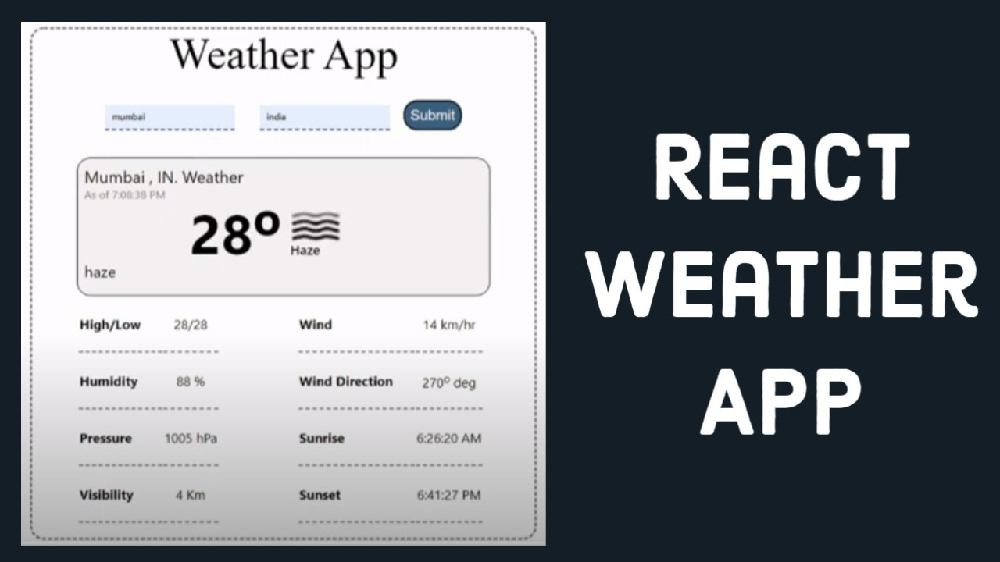 Weather App
mumbai india Submit
Mumbai , IN. Weather
As of 7:08:38 PM
28º
Haze
haze
High/Low 28/28 Wind 14 km/hr
Humidity 88 % Wind Direction 270º deg
Pressure 1005 hPa Sunrise 6:26:20 AM
Visibility 4 Km Sunset 6:41:27 PM
REACT
WEATHER
APP